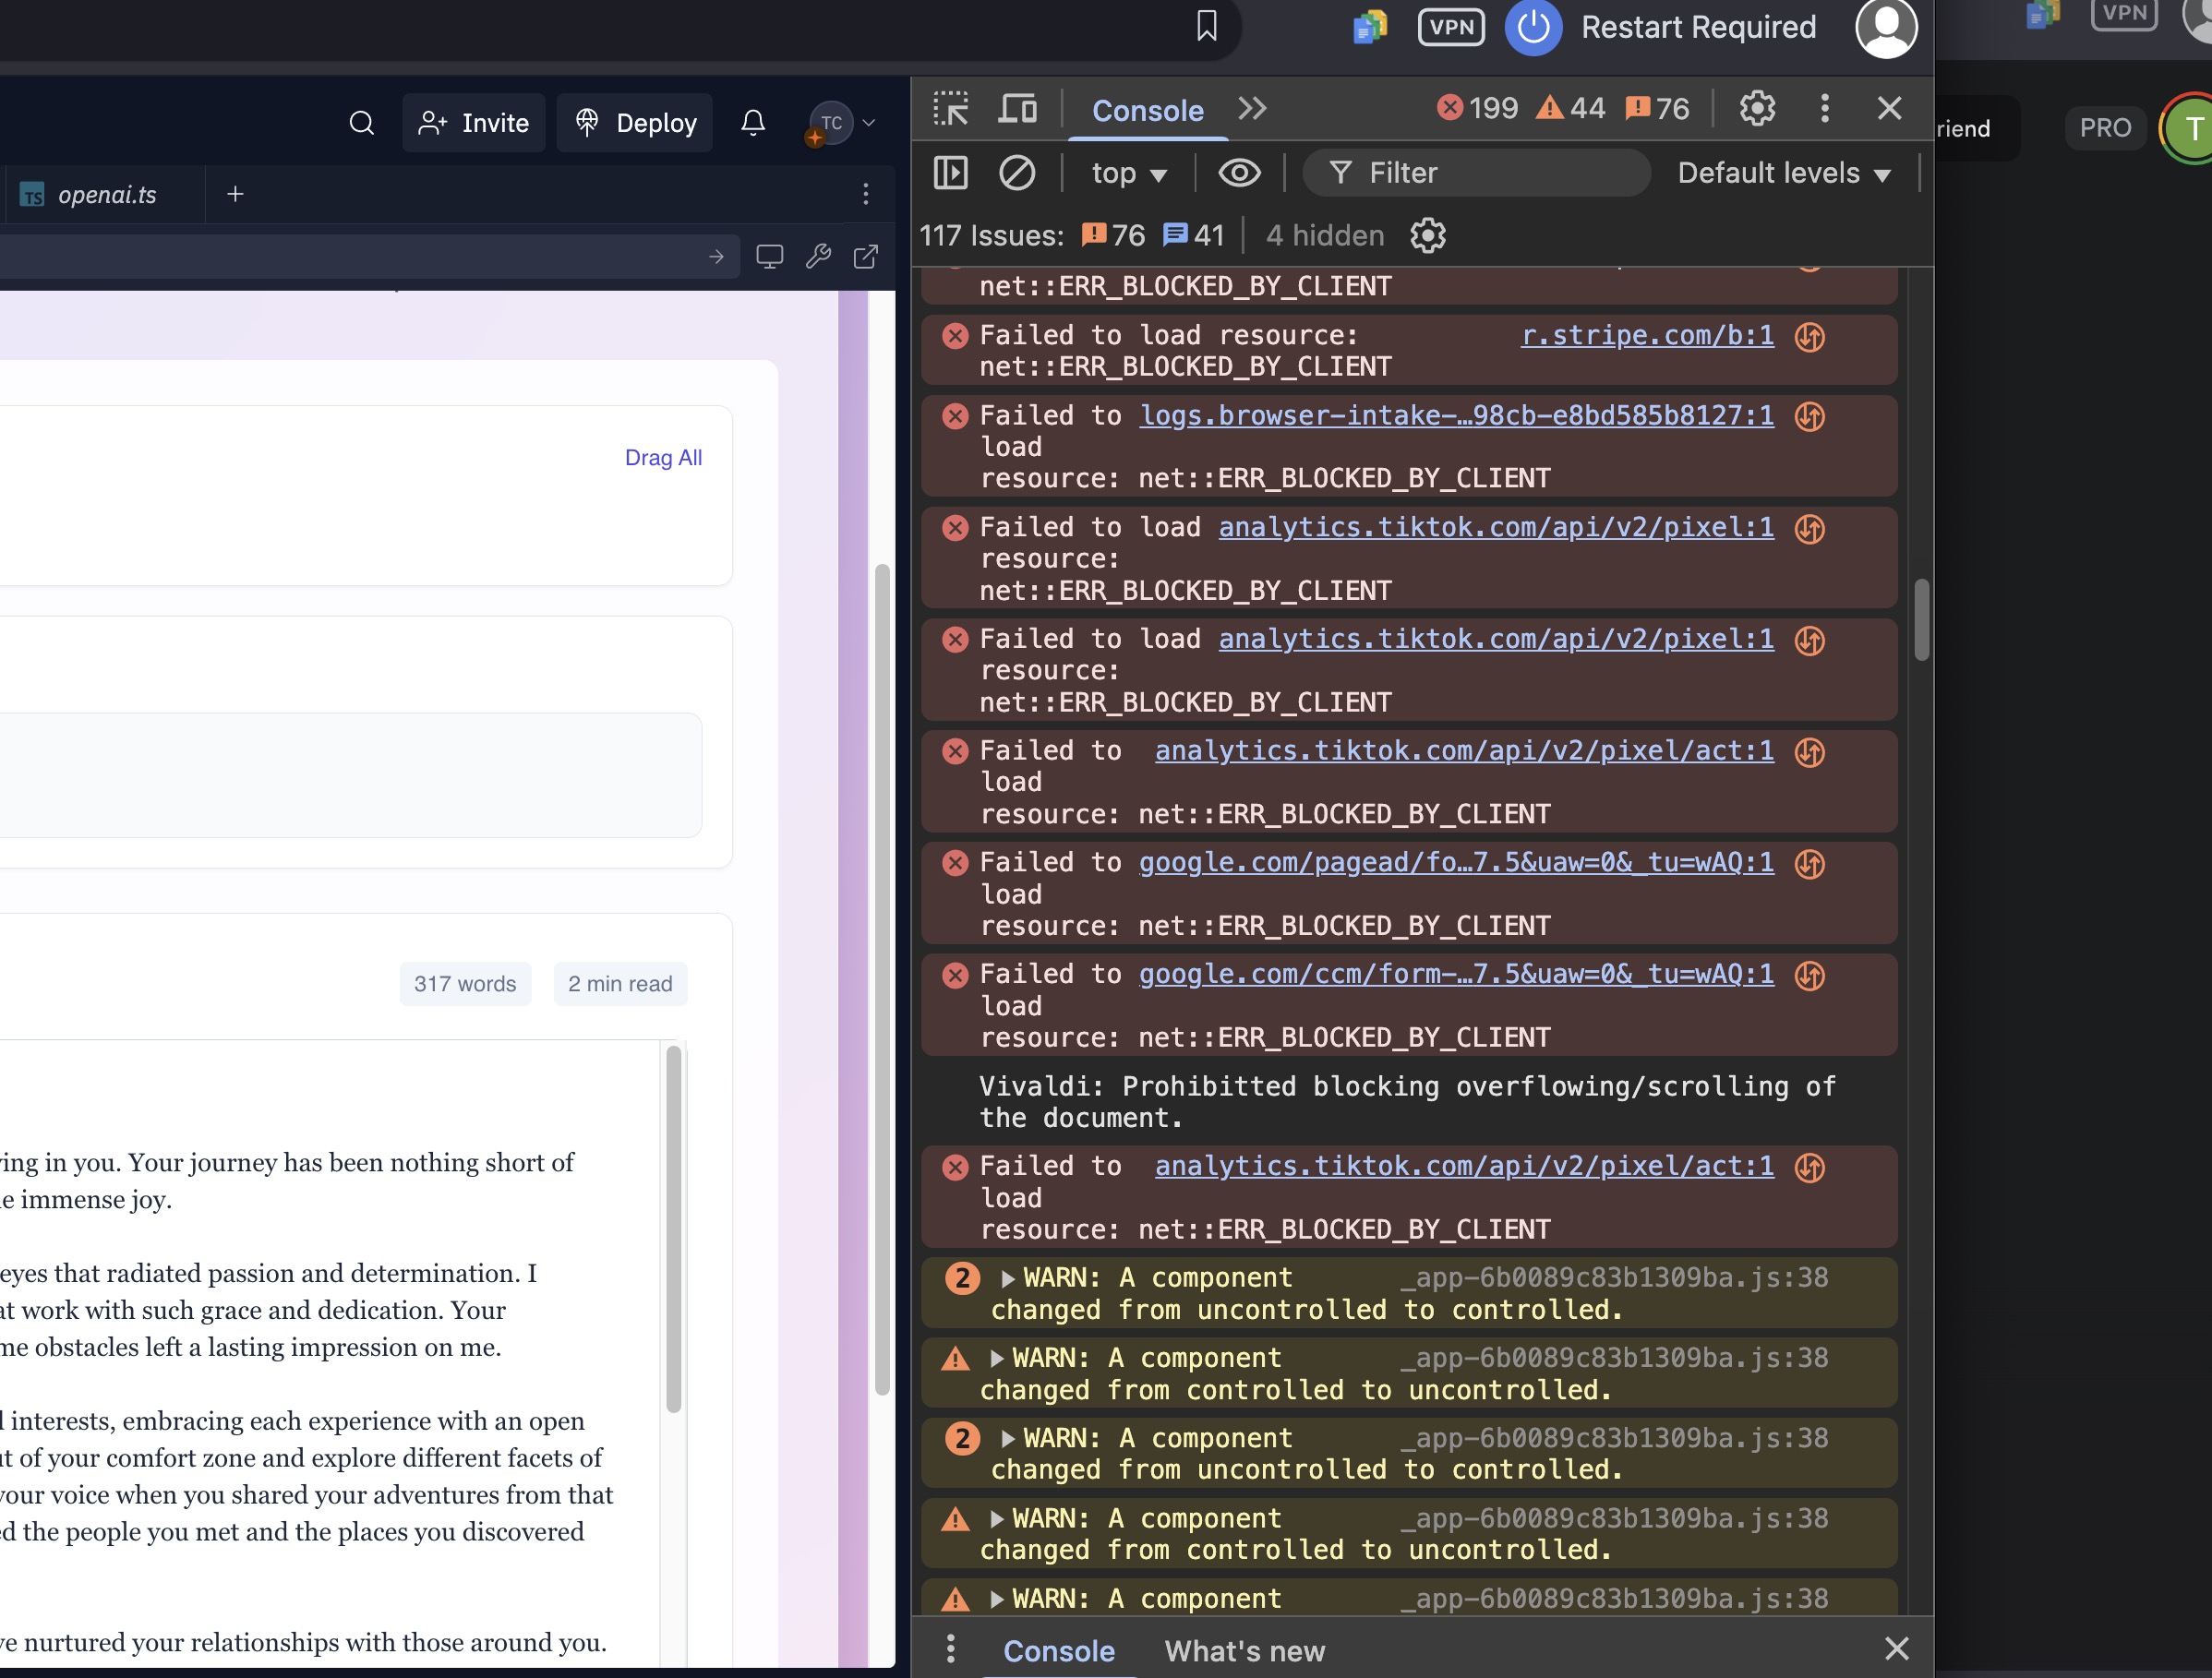 VPN
Restart Required
VPN
Invite
Deploy
TC
Console
199
44
76
riend
PRO
T
TS openai.ts
+
top
Filter
Default levels
117 Issues: 76 41 4 hidden
net::ERR_BLOCKED_BY_CLIENT
Failed to load resource: r.stripe.com/b:1
net::ERR_BLOCKED_BY_CLIENT
Failed to logs.browser-intake-…98cb-e8bd585b8127:1
load
resource: net::ERR_BLOCKED_BY_CLIENT
Failed to load analytics.tiktok.com/api/v2/pixel:1
resource:
net::ERR_BLOCKED_BY_CLIENT
Failed to load analytics.tiktok.com/api/v2/pixel:1
resource:
net::ERR_BLOCKED_BY_CLIENT
Failed to analytics.tiktok.com/api/v2/pixel/act:1
load
resource: net::ERR_BLOCKED_BY_CLIENT
Failed to google.com/pagead/fo…7.5&uaw=0&_tu=wAQ:1
load
resource: net::ERR_BLOCKED_BY_CLIENT
Failed to google.com/ccm/form-…7.5&uaw=0&_tu=wAQ:1
load
resource: net::ERR_BLOCKED_BY_CLIENT
Vivaldi: Prohibitted blocking overflowing/scrolling of
the document.
Failed to analytics.tiktok.com/api/v2/pixel/act:1
load
resource: net::ERR_BLOCKED_BY_CLIENT
2 WARN: A component _app-6b0089c83b1309ba.js:38
changed from uncontrolled to controlled.
WARN: A component _app-6b0089c83b1309ba.js:38
changed from controlled to uncontrolled.
2 WARN: A component _app-6b0089c83b1309ba.js:38
changed from uncontrolled to controlled.
WARN: A component _app-6b0089c83b1309ba.js:38
changed from controlled to uncontrolled.
WARN: A component _app-6b0089c83b1309ba.js:38
Console
What's new
Drag All
317 words
2 min read
ing in you. Your journey has been nothing short of
e immense joy.
eyes that radiated passion and determination. I
at work with such grace and dedication. Your
me obstacles left a lasting impression on me.
interests, embracing each experience with an open
t of your comfort zone and explore different facets of
your voice when you shared your adventures from that
ed the people you met and the places you discovered
ve nurtured your relationships with those around you.